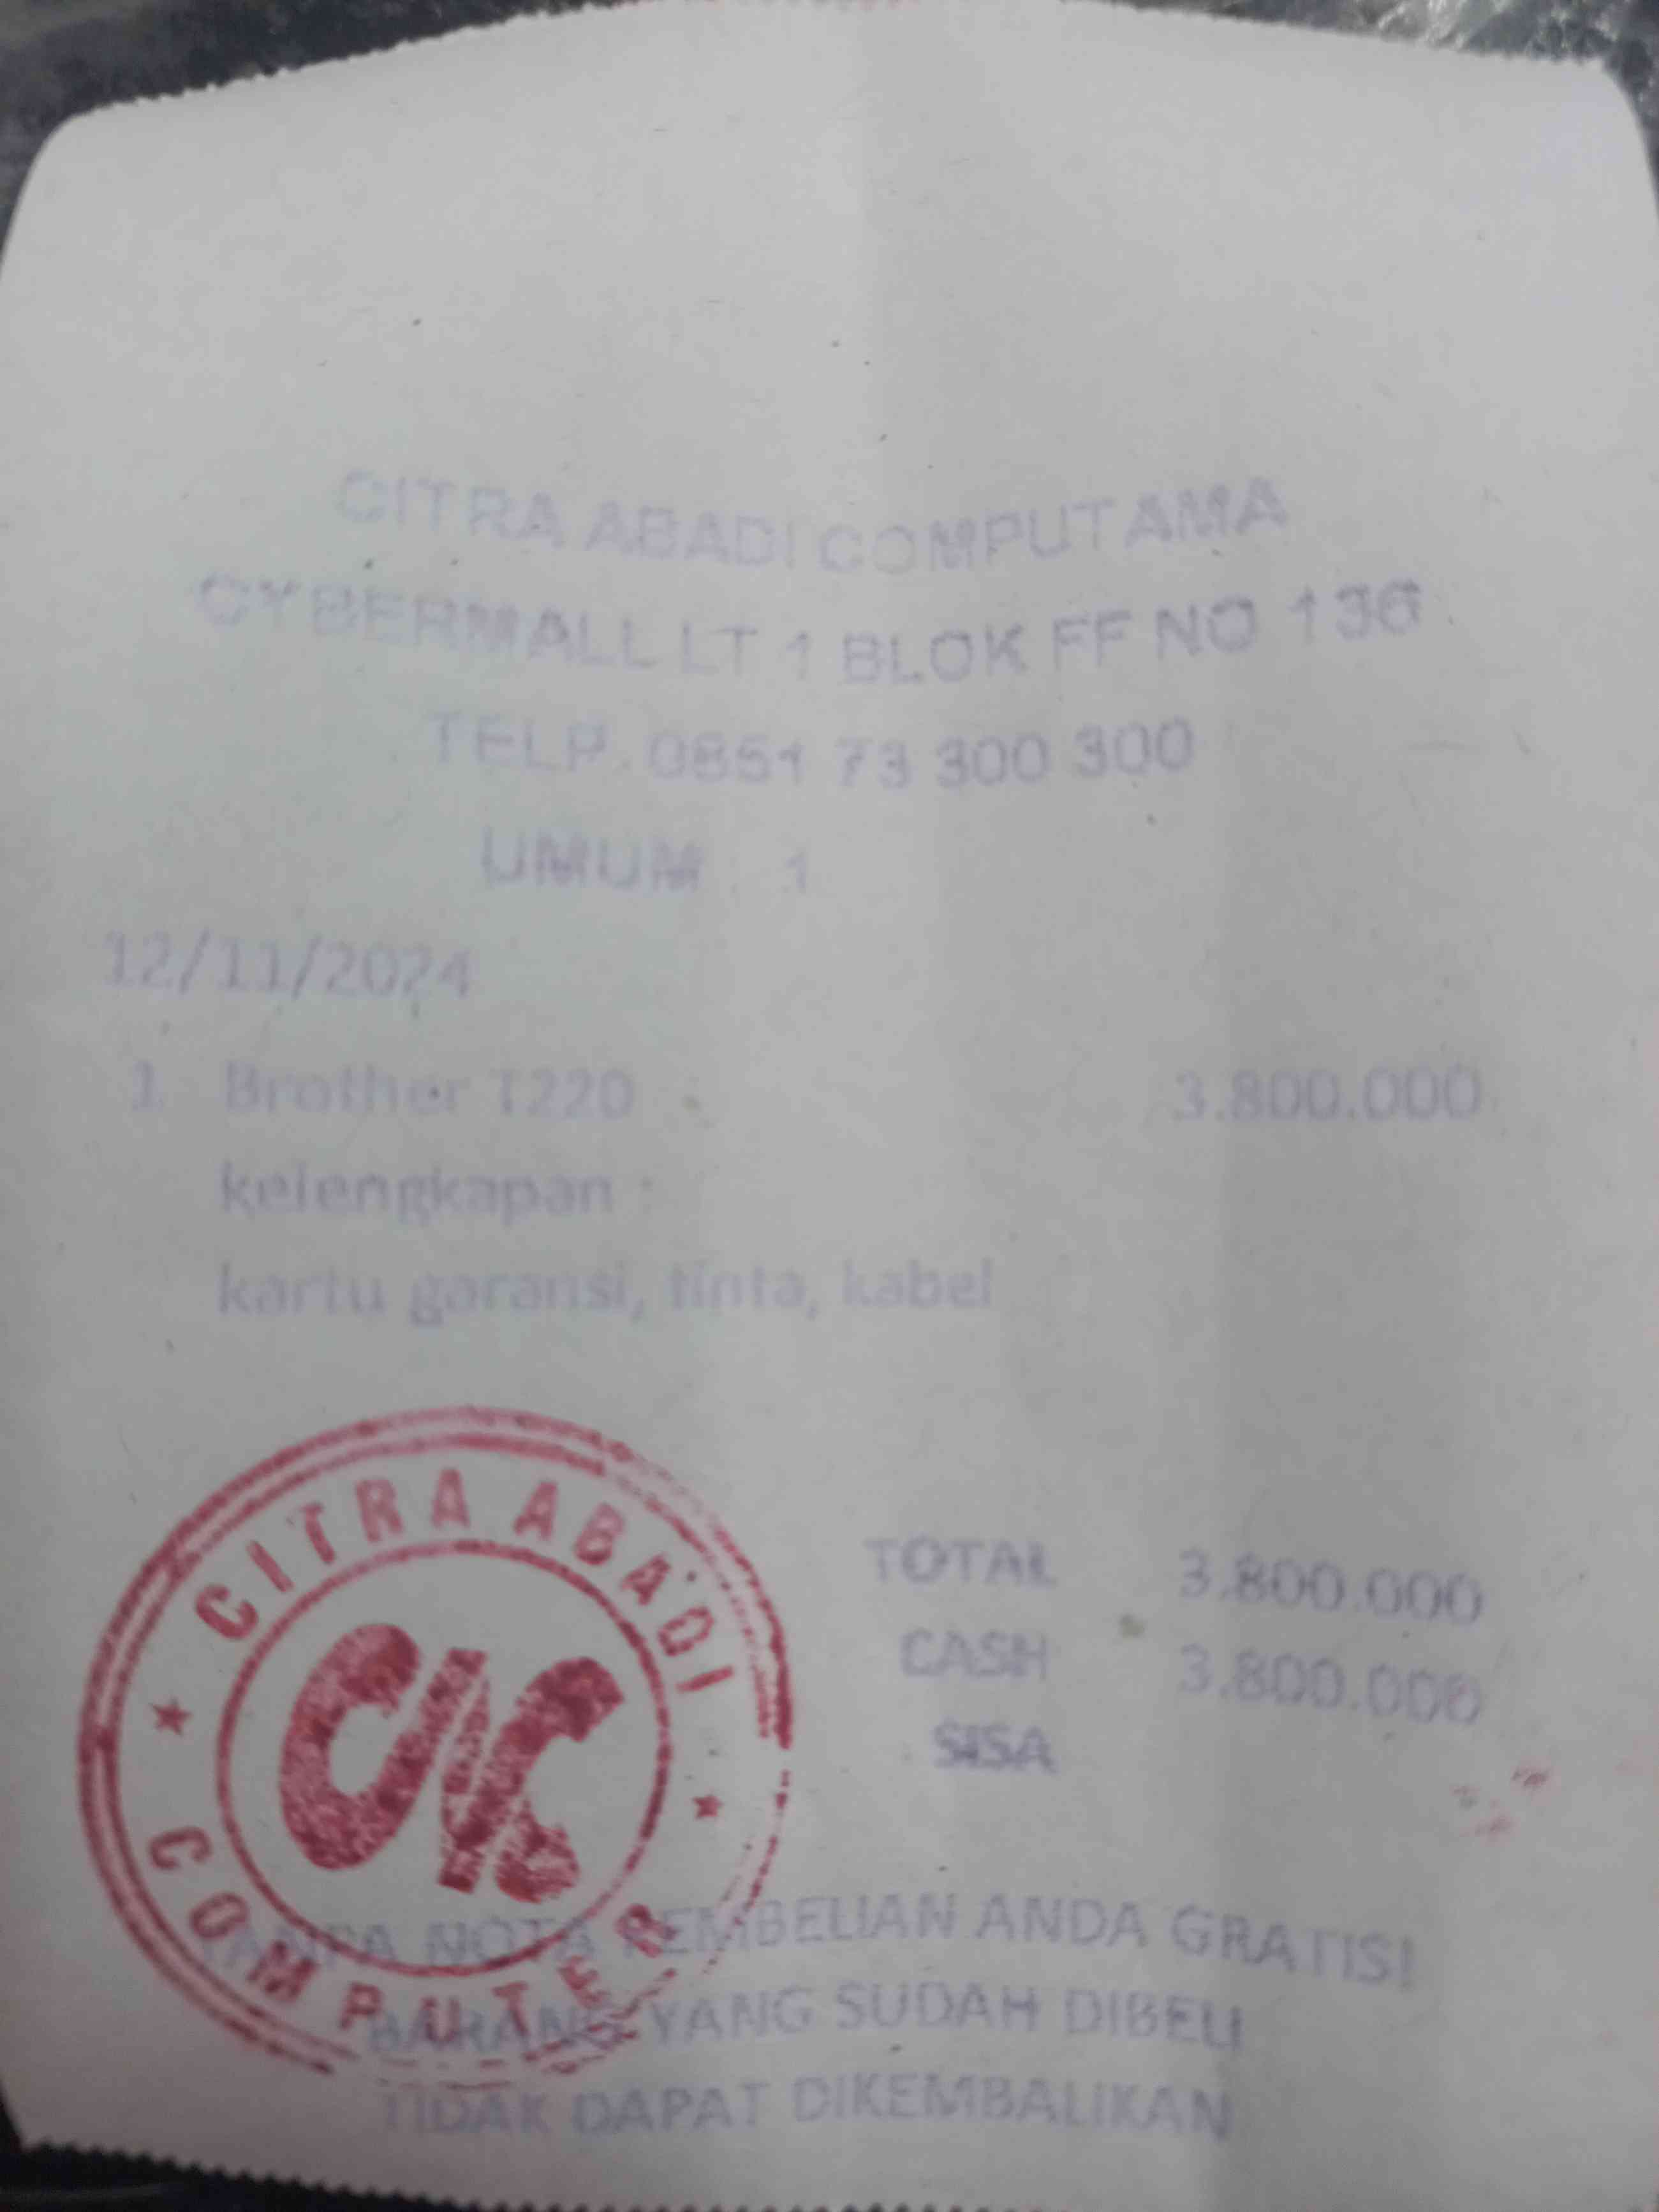 CITRA ABADI COMPUTAMA
CYBERMALL LT 1 BLOK FF NO 136
TELP. 0851 73 300 300
UMUM . 1
12/11/2024
1 Brother T220 3.800.000
kelengkapan :
kartu garansi, tinta, kabel
TOTAL 3.800.000
CASH 3.800.000
SISA
CITRA ABADI
CAC
COMPUTER
TANPA NOTA PEMBELIAN ANDA GRATIS!
BARANG YANG SUDAH DIBELI
TIDAK DAPAT DIKEMBALIKAN